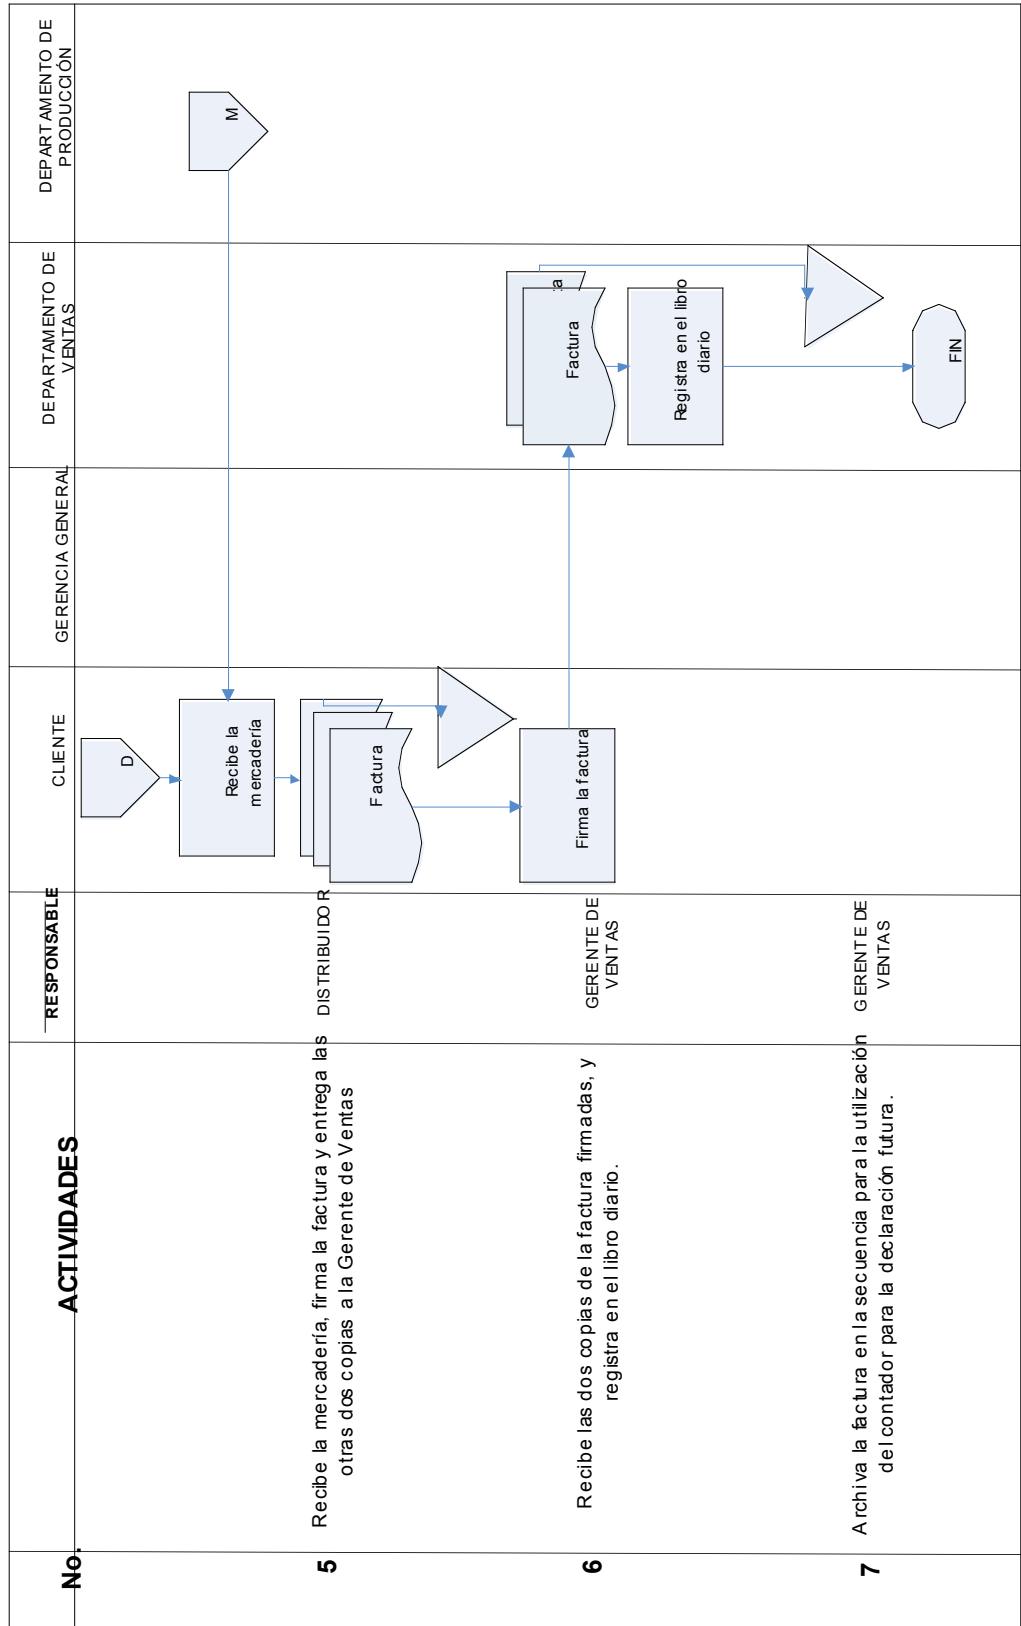 No.
ACTIVIDADES
RESPONSABLE
CLIENTE
GERENCIA GENERAL
DEPARTAMENTO DE
VENTAS
DEPARTAMENTO DE
PRODUCCIÓN
D
M
5
Recibe la mercadería, firma la factura y entrega las
otras dos copias a la Gerente de Ventas
DISTRIBUIDOR
Recibe la
mercadería
Factura
6
Recibe las dos copias de la factura firmadas, y
registra en el libro diario.
GERENTE DE
VENTAS
Firma la factura
Factura
Registra en el libro
diario
7
Archiva la factura en la secuencia para la utilización
del contador para la declaración futura.
GERENTE DE
VENTAS
FIN